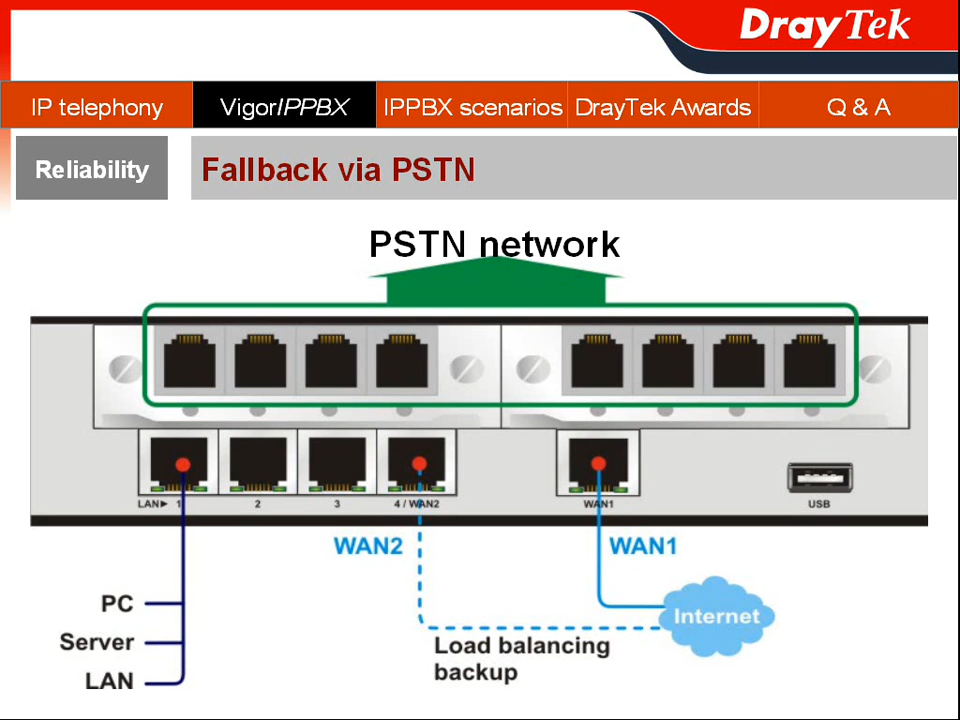 DrayTek
IP telephony
VigorIPPBX
IPPBX scenarios
DrayTek Awards
Q & A
Reliability
Fallback via PSTN
PSTN network
LAN▶ 1
2
3
4 / WAN2
WAN1
USB
WAN2
WAN1
PC
Server
LAN
Internet
Load balancing
backup